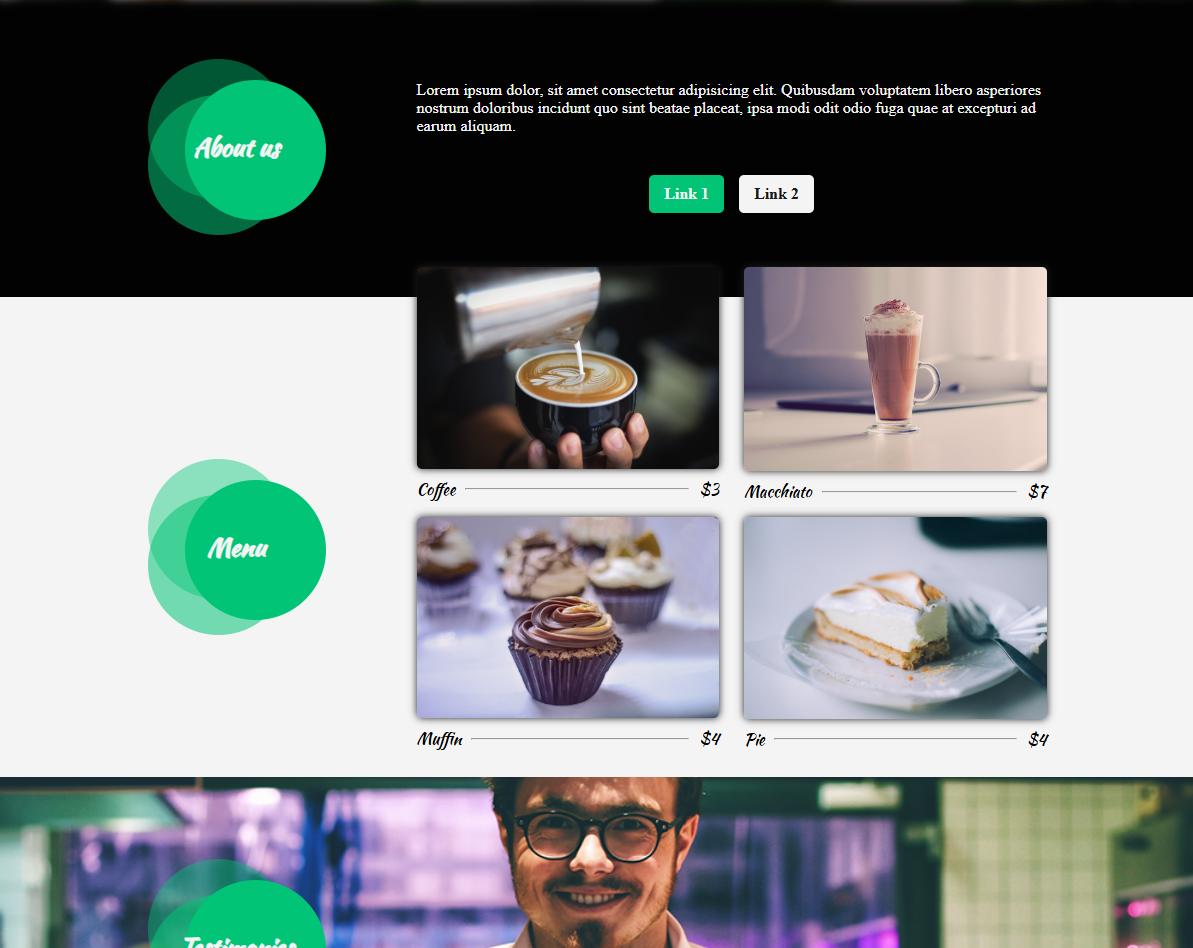 About us
Lorem ipsum dolor, sit amet consectetur adipisicing elit. Quibusdam voluptatem libero asperiores
nostrum doloribus incidunt quo sint beatae placeat, ipsa modi odit odio fuga quae at excepturi ad
earum aliquam.
Link 1 Link 2
Menu
Coffee $3
Macchiato $7
Muffin $4
Pie $4
Testimonies